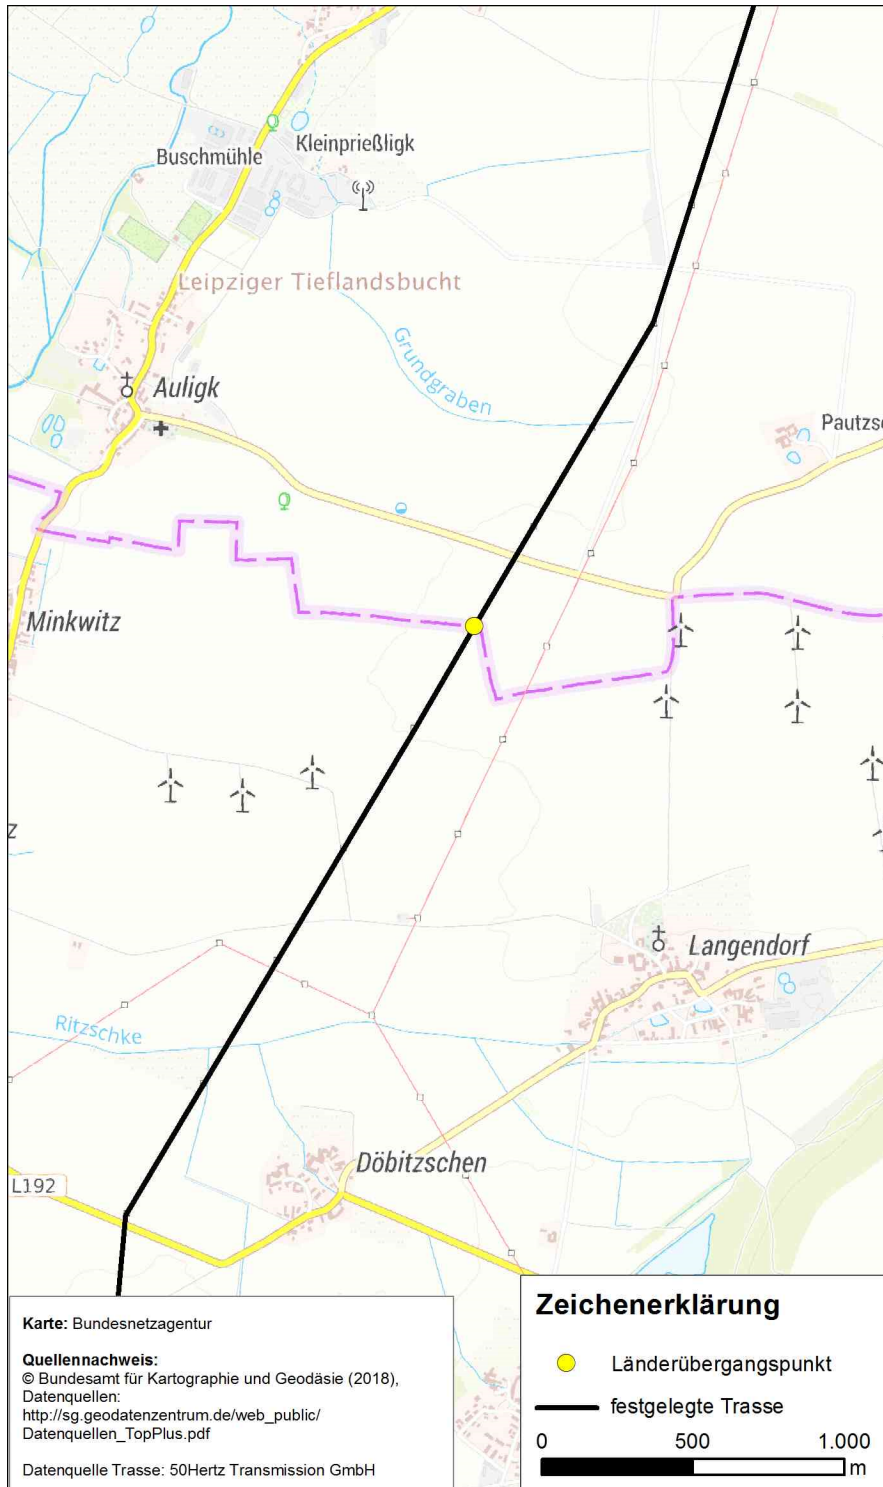 Kleinprießligk
Buschmühle
Leipziger Tieflandsbucht
Grundgraben
Auligk
Pautzsc
Minkwitz
z
Langendorf
Ritzschke
Döbitzschen
L192
Karte: Bundesnetzagentur
Quellennachweis:
© Bundesamt für Kartographie und Geodäsie (2018),
Datenquellen:
http://sg.geodatenzentrum.de/web_public/
Datenquellen_TopPlus.pdf
Datenquelle Trasse: 50Hertz Transmission GmbH
Zeichenerklärung
Länderübergangspunkt
festgelegte Trasse
0 500 1.000
m